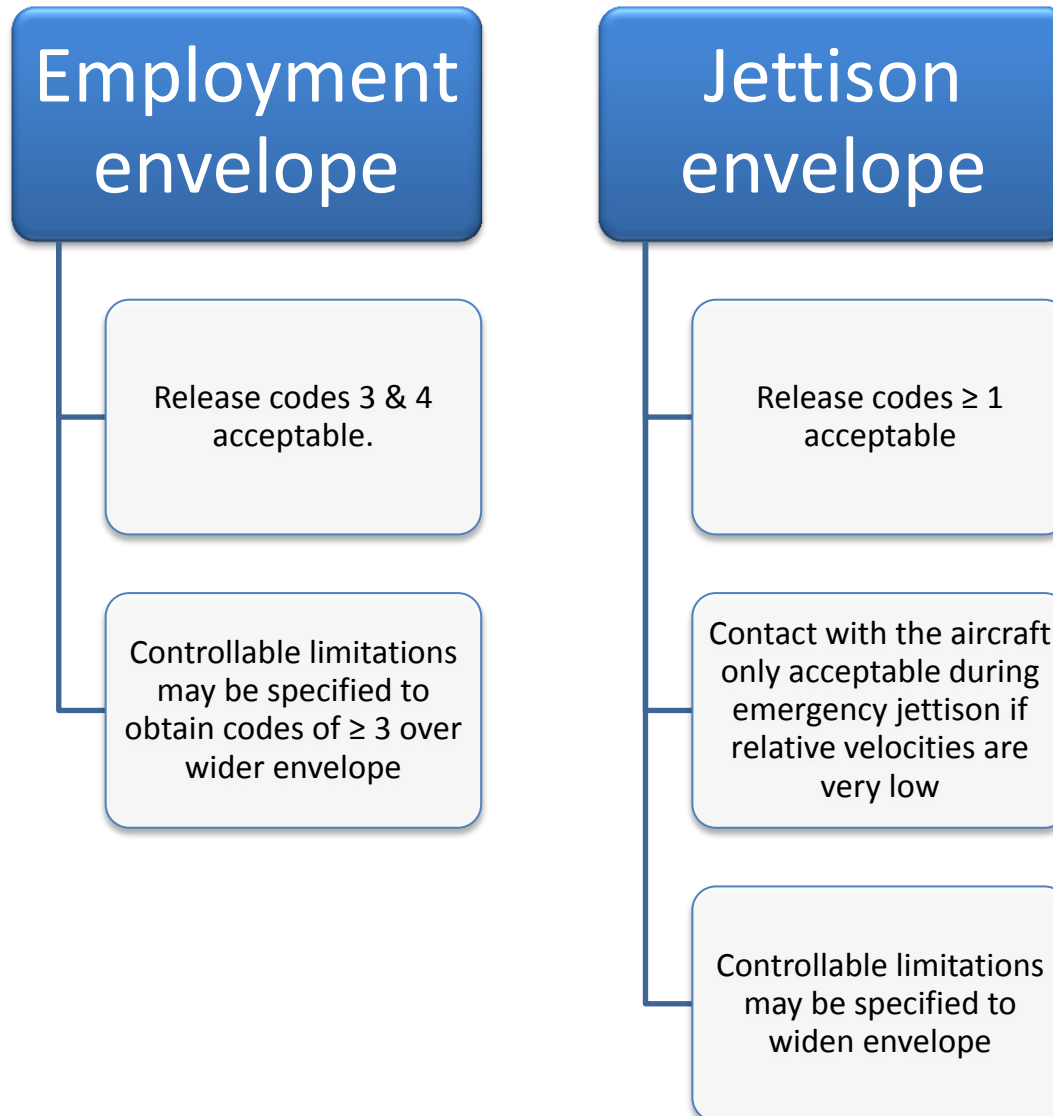 Employment
envelope
Release codes 3 & 4
acceptable.
Controllable limitations
may be specified to
obtain codes of ≥ 3 over
wider envelope
Jettison
envelope
Release codes ≥ 1
acceptable
Contact with the aircraft
only acceptable during
emergency jettison if
relative velocities are
very low
Controllable limitations
may be specified to
widen envelope